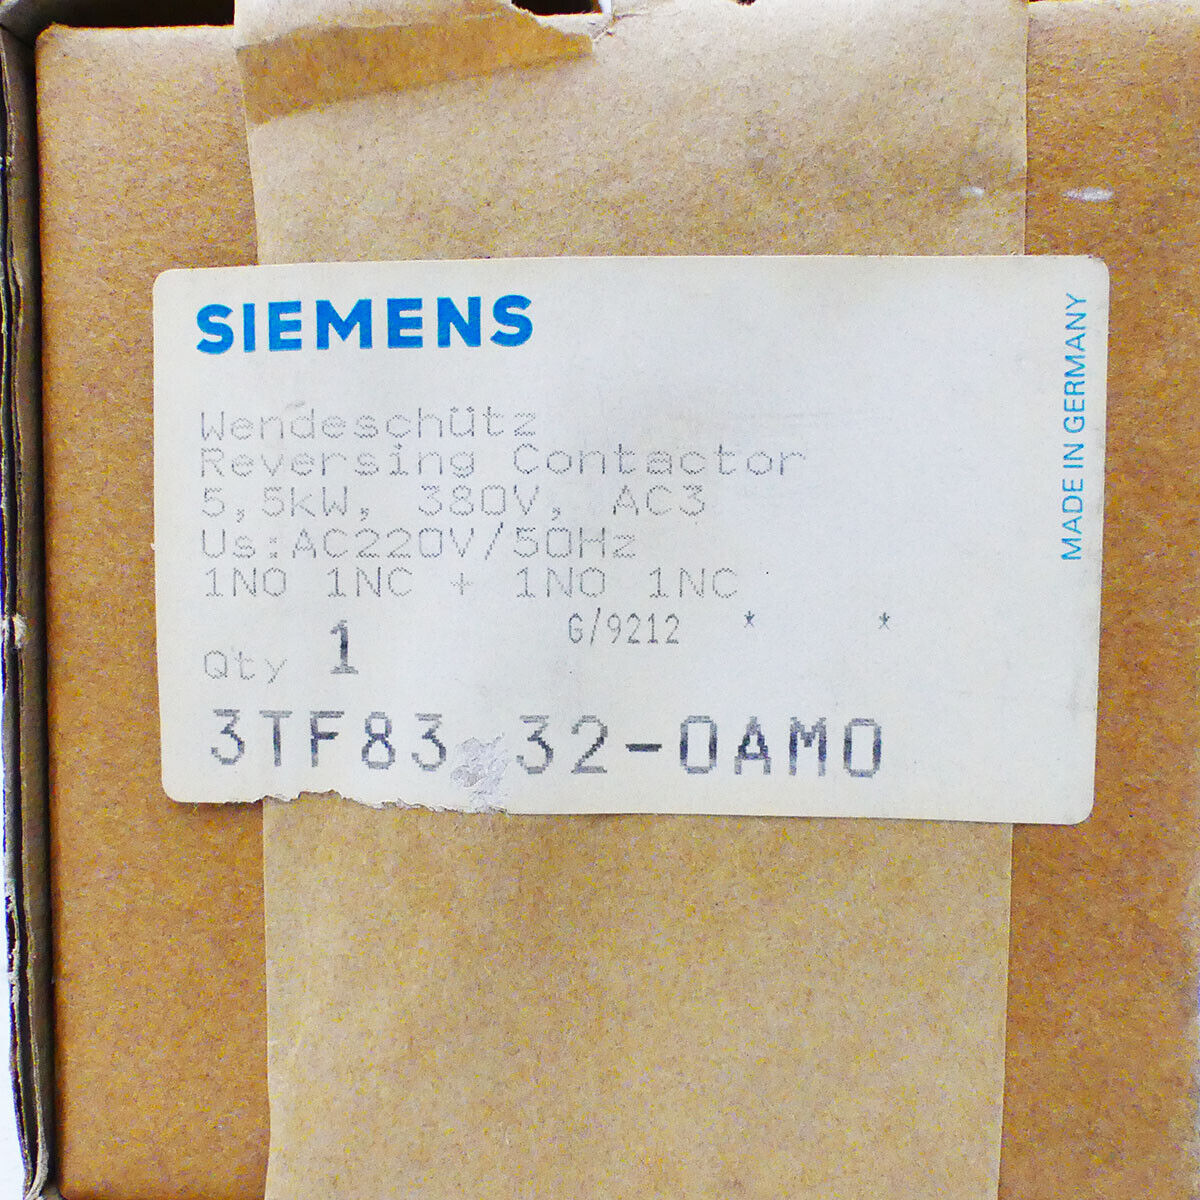 SIEMENS
MADE IN GERMANY
Wendeschütz
Reversing Contactor
5,5kW, 380V, AC3
Us:AC220V/50Hz
1NO 1NC + 1NO 1NC
G/9212 * *
Qty 1
3TF83 32-0AM0